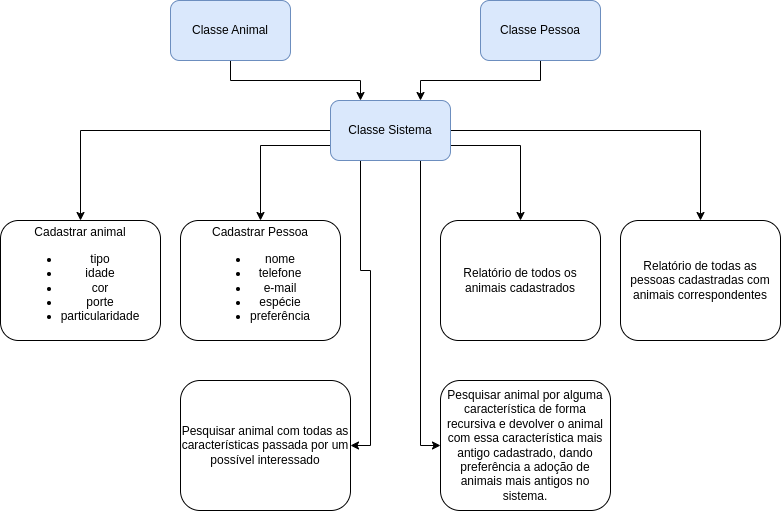 Classe Animal
Classe Pessoa
Classe Sistema
Cadastrar animal
• tipo
• idade
• cor
• porte
• particularidade
Cadastrar Pessoa
• nome
• telefone
• e-mail
• espécie
• preferência
Relatório de todos os
animais cadastrados
Relatório de todas as
pessoas cadastradas com
animais correspondentes
Pesquisar animal com todas as
características passada por um
possível interessado
Pesquisar animal por alguma
característica de forma
recursiva e devolver o animal
com essa característica mais
antigo cadastrado, dando
preferência a adoção de
animais mais antigos no
sistema.